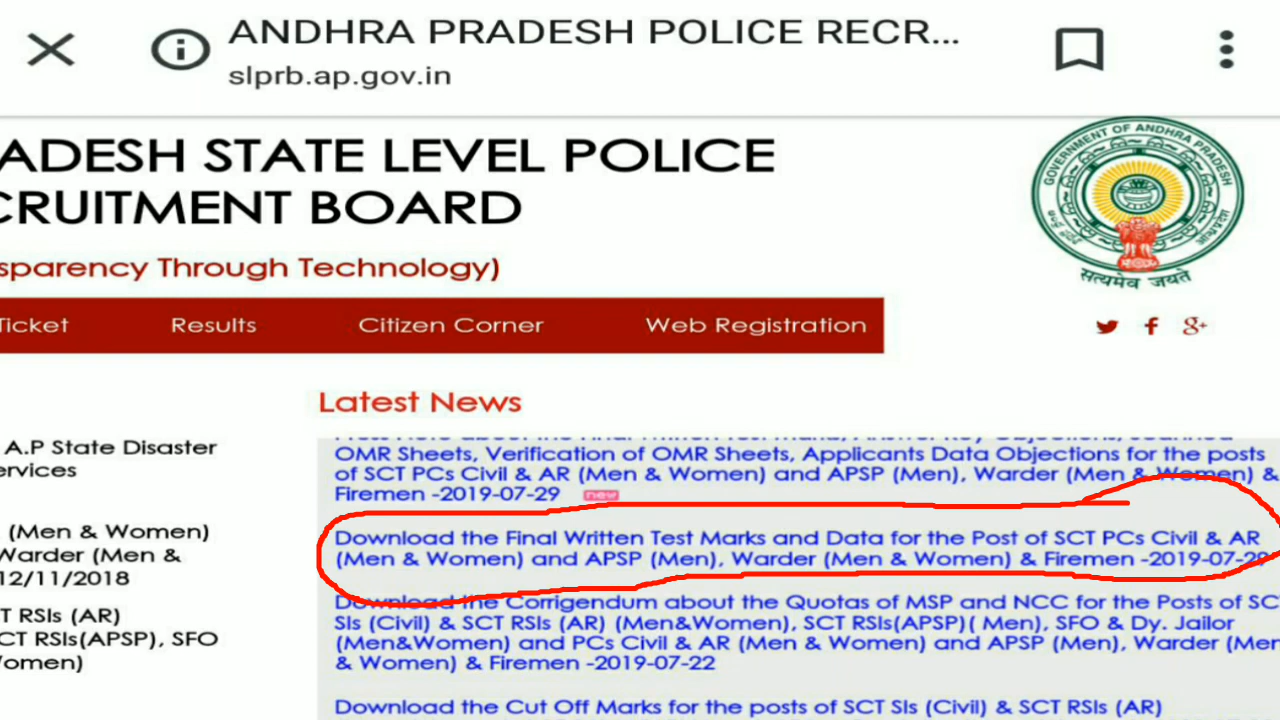 ANDHRA PRADESH POLICE RECR...
slprb.ap.gov.in
ADESH STATE LEVEL POLICE
CRUITMENT BOARD
sparency Through Technology)
GOVERNMENT OF ANDHRA PRADESH
सत्यमेव जयते
Ticket Results Citizen Corner Web Registration
Latest News
A.P State Disaster
ervices
(Men & Women)
Warder (Men &
12/11/2018
T RSIs (AR)
CT RSIs(APSP), SFO
omen)
OMR Sheets, Verification of OMR Sheets, Applicants Data Objections for the posts
of SCT PCs Civil & AR (Men & Women) and APSP (Men), Warder (Men & Women) &
Firemen -2019-07-29 new
Download the Final Written Test Marks and Data for the Post of SCT PCs Civil & AR
(Men & Women) and APSP (Men), Warder (Men & Women) & Firemen -2019-07-29
Download the Corrigendum about the Quotas of MSP and NCC for the Posts of SC
SIs (Civil) & SCT RSIs (AR) (Men&Women), SCT RSIs(APSP)( Men), SFO & Dy. Jailor
(Men&Women) and PCs Civil & AR (Men & Women) and APSP (Men), Warder (Men
& Women) & Firemen -2019-07-22
Download the Cut Off Marks for the posts of SCT SIs (Civil) & SCT RSIs (AR)